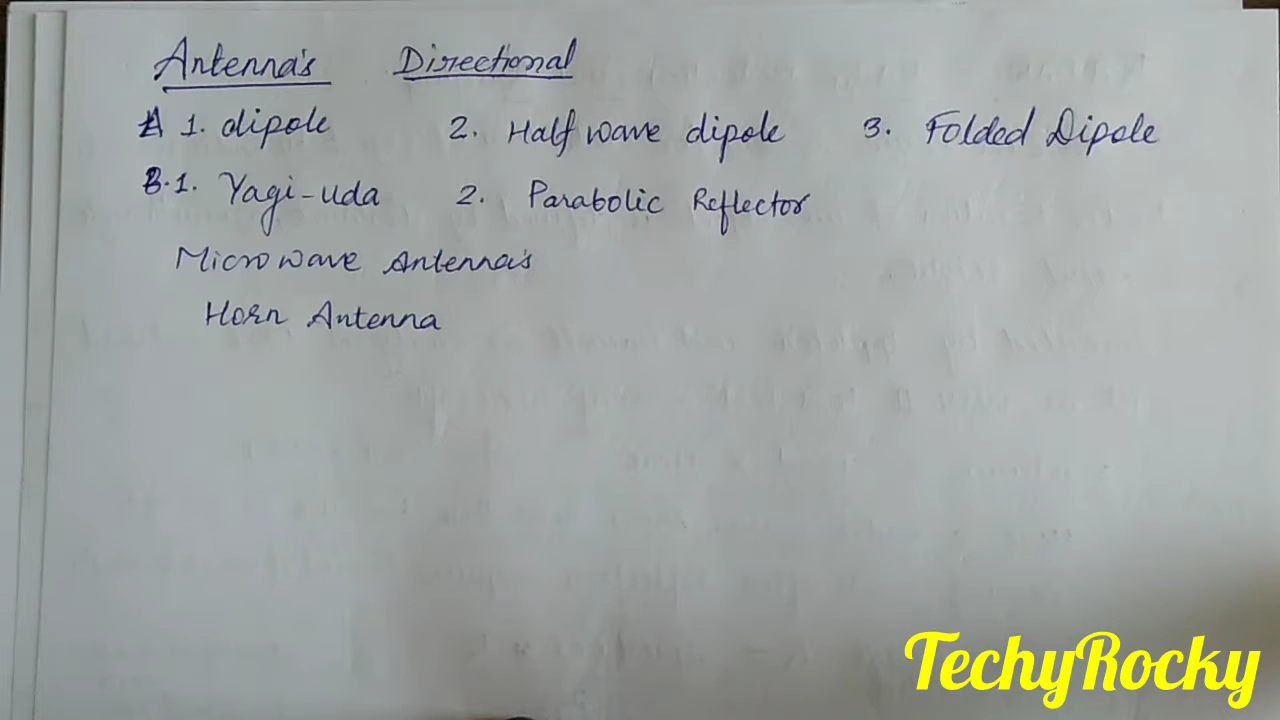 Antenna's Directional
A 1. dipole 2. Half wave dipole 3. Folded Dipole
B.1. Yagi-Uda 2. Parabolic Reflector
Microwave Antenna's
Horn Antenna
TechyRocky